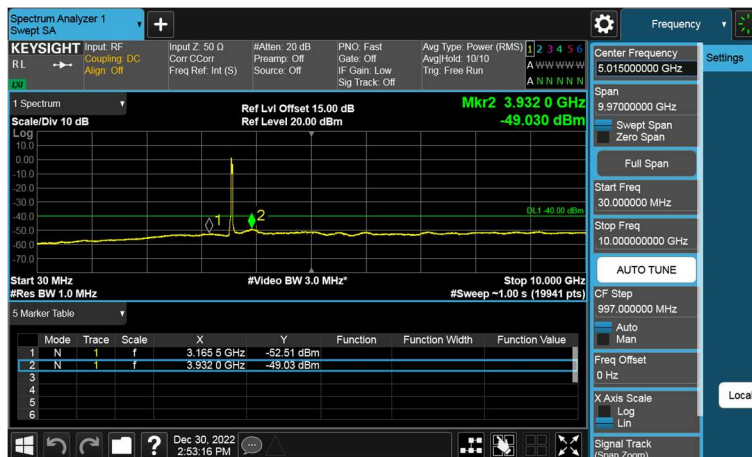 Spectrum Analyzer 1
Swept SA
Frequency
KEYSIGHT
RL
LXI
Input: RF
Coupling: DC
Align: Off
Input Z: 50 Ω
Corr CCorr
Freq Ref: Int (S)
#Atten: 20 dB
Preamp: Off
Source: Off
PNO: Fast
Gate: Off
IF Gain: Low
Sig Track: Off
Avg Type: Power (RMS)
Avg|Hold: 10/10
Trig: Free Run
1 2 3 4 5 6
A W W W W W
A N N N N N
1 Spectrum
Scale/Div 10 dB
Ref Lvl Offset 15.00 dB
Ref Level 20.00 dBm
Mkr2 3.932 0 GHz
-49.030 dBm
Log
10.0
0.00
-10.0
-20.0
-30.0
-40.0
-50.0
-60.0
-70.0
1
2
DL1 -40.00 dBm
Start 30 MHz
#Res BW 1.0 MHz
#Video BW 3.0 MHz*
Stop 10.000 GHz
#Sweep ~1.00 s (19941 pts)
5 Marker Table
Mode Trace Scale X Y Function Function Width Function Value
1 N 1 f 3.165 5 GHz -52.51 dBm
2 N 1 f 3.932 0 GHz -49.03 dBm
3
4
5
6
Dec 30, 2022
2:53:16 PM
Center Frequency
5.015000000 GHz
Settings
Span
9.97000000 GHz
Swept Span
Zero Span
Full Span
Start Freq
30.000000 MHz
Stop Freq
10.000000000 GHz
AUTO TUNE
CF Step
997.000000 MHz
Auto
Man
Freq Offset
0 Hz
X Axis Scale
Log
Lin
Local
Signal Track
(Span Zoom)